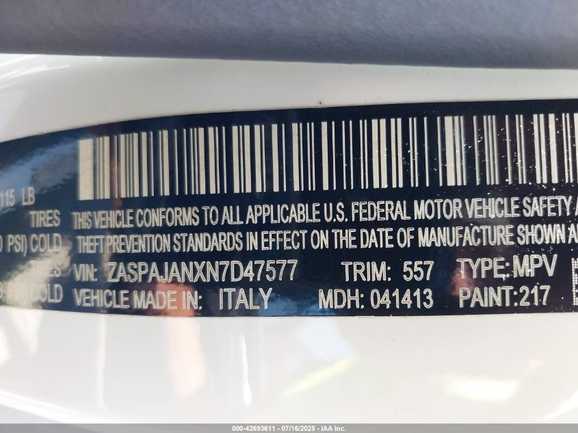 115 LB
TIRES
THIS VEHICLE CONFORMS TO ALL APPLICABLE U.S. FEDERAL MOTOR VEHICLE SAFETY
PSI) COLD
THEFT PREVANTION STANDARDS IN EFFECT ON THE DATE OF MANUFACTURE SHOWN
VIN: ZASPAJANXN7D47577 TRIM: 557 TYPE: MPV
COLD
VEHICLE MADE IN: ITALY MDH: 041413 PAINT: 217
000-42693611 - 07/16/2025 - IAA Inc.